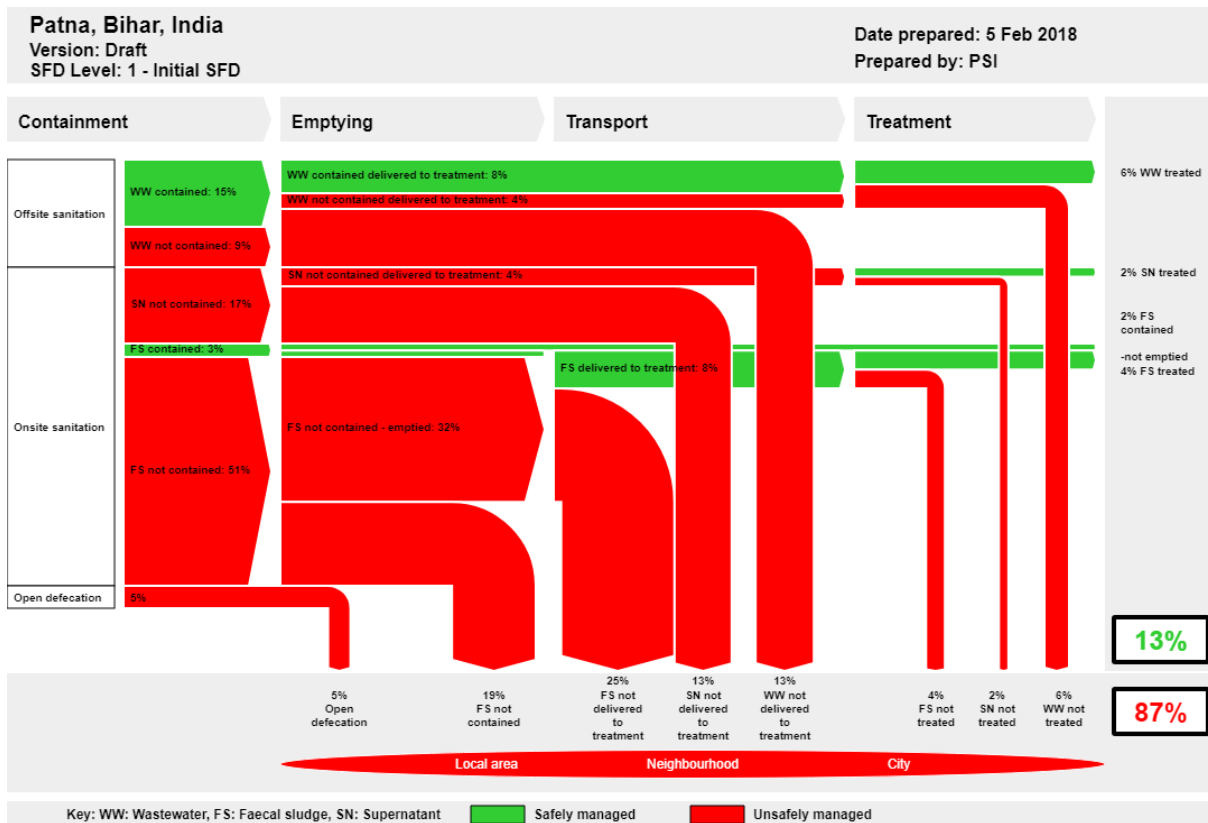 Patna, Bihar, India
Version: Draft
SFD Level: 1 - Initial SFD
Date prepared: 5 Feb 2018
Prepared by: PSI
Containment
Emptying
Transport
Treatment
Offsite sanitation
WW contained: 15%
WW contained delivered to treatment: 8%
6% WW treated
WW not contained delivered to treatment: 4%
WW not contained: 9%
SN not contained delivered to treatment: 4%
2% SN treated
SN not contained: 17%
2% FS
contained
FS contained: 3%
-not emptied
FS delivered to treatment: 8%
4% FS treated
Onsite sanitation
FS not contained - emptied: 32%
FS not contained: 51%
Open defecation
5%
13%
5%
Open
defecation
19%
FS not
contained
25%
FS not
delivered
to
treatment
13%
SN not
delivered
to
treatment
13%
WW not
delivered
to
treatment
4%
FS not
treated
2%
SN not
treated
6%
WW not
treated
87%
Local area
Neighbourhood
City
Key: WW: Wastewater, FS: Faecal sludge, SN: Supernatant
Safely managed
Unsafely managed